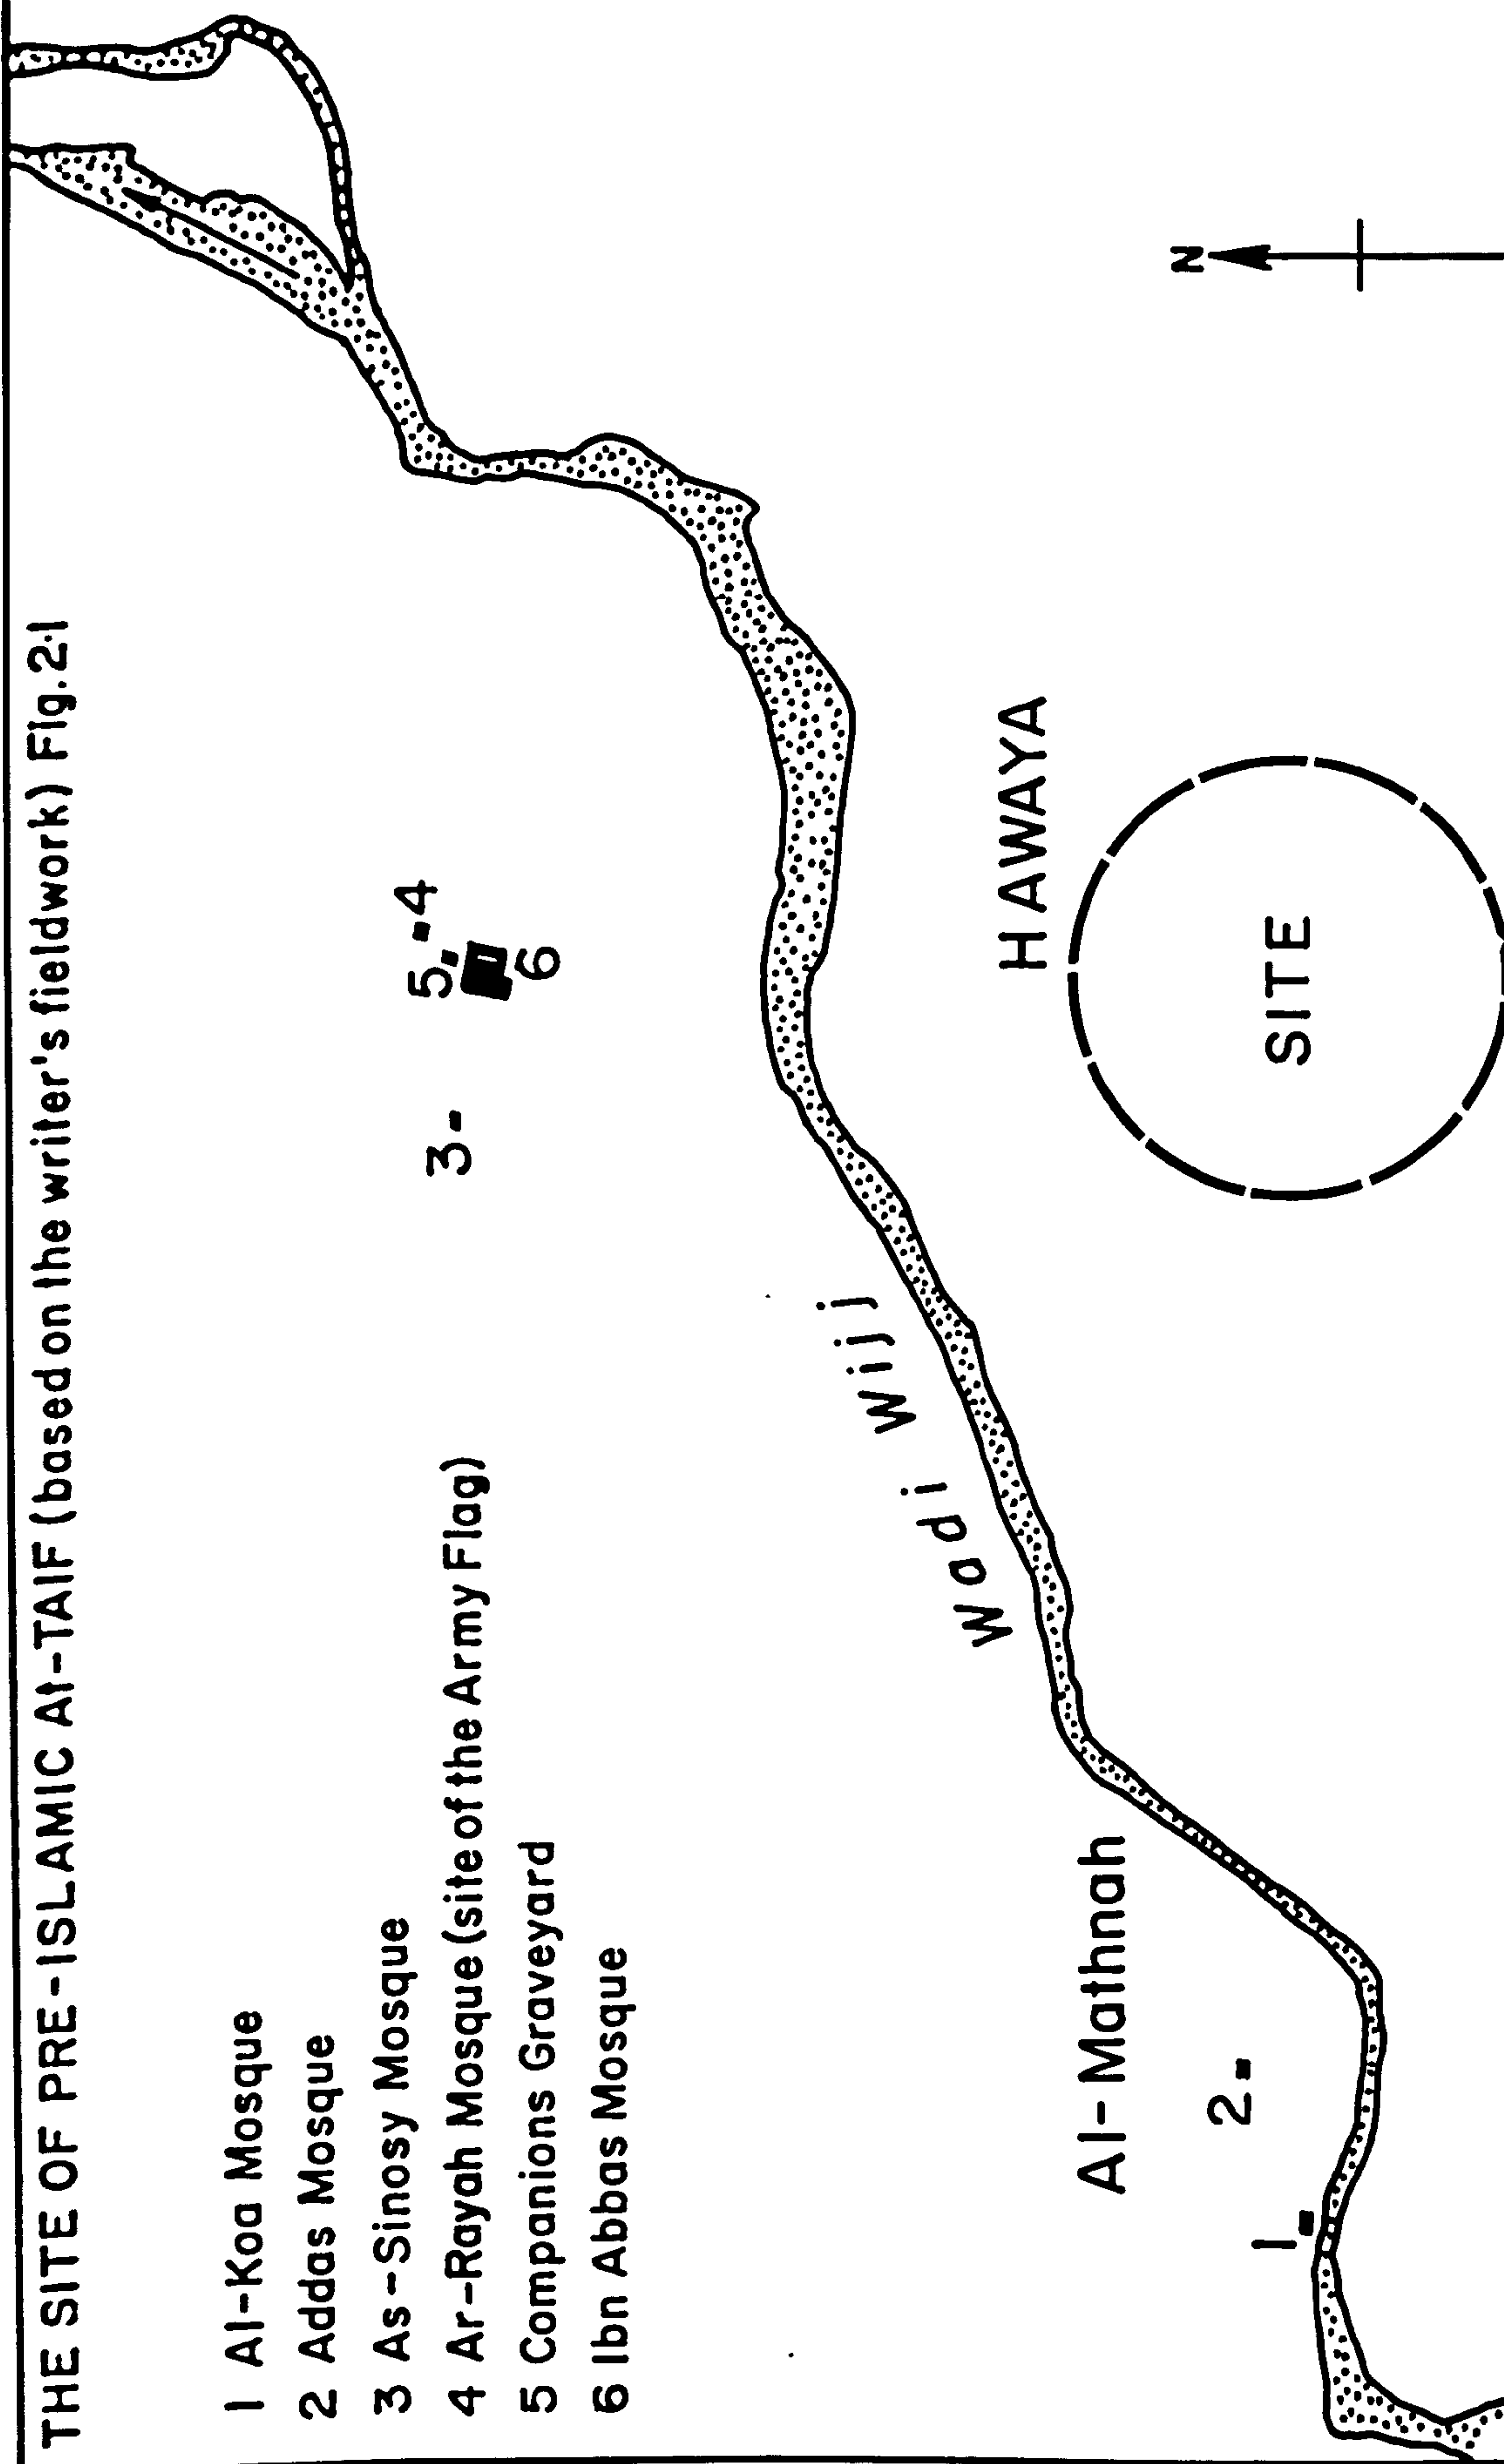 THE SITE OF PRE-ISLAMIC At-TAIF (based on the writer's fieldwork) Fig.2.1
1 Al-Koa Mosque
2 Addas Mosque
3 As-Sinosy Mosque
4 Ar-Rayah Mosque (site of the Army Flag)
5 Companions Graveyard
6 Ibn Abbas Mosque
5
4
3
6
Wadi Wijj
HAWAYA
SITE
Al-Mathnah
2
1
N